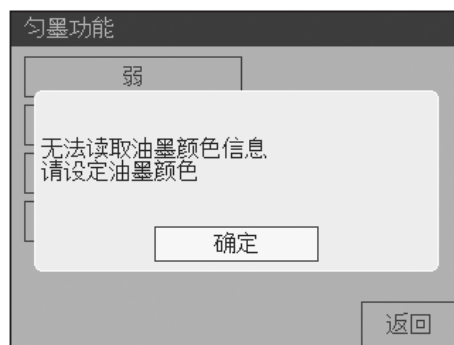 匀墨功能
弱
无法读取油墨颜色信息
请设定油墨颜色
确定
返回